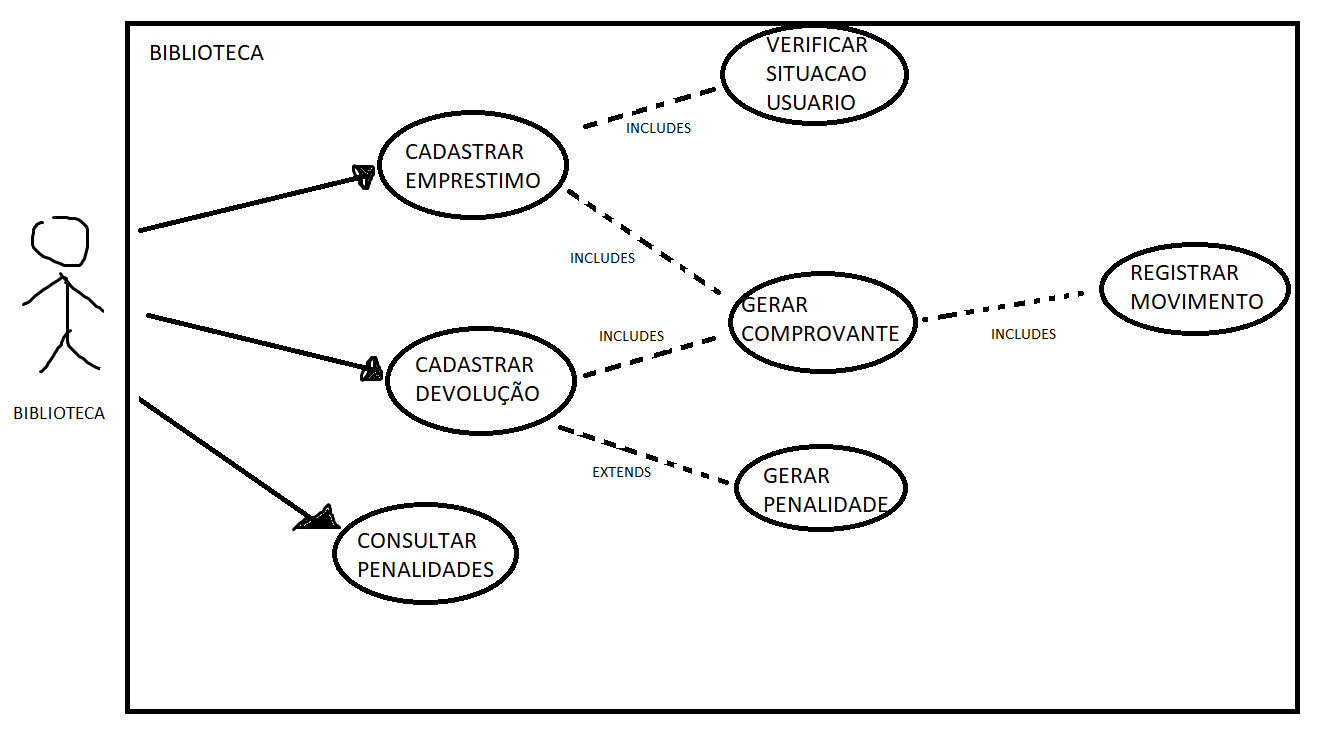 BIBLIOTECA
VERIFICAR
SITUACAO
USUARIO
INCLUDES
CADASTRAR
EMPRESTIMO
INCLUDES
REGISTRAR
MOVIMENTO
GERAR
COMPROVANTE
INCLUDES
INCLUDES
CADASTRAR
DEVOLUÇÃO
BIBLIOTECA
EXTENDS
GERAR
PENALIDADE
CONSULTAR
PENALIDADES